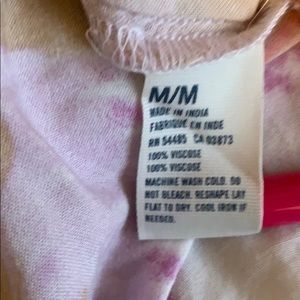 M/M
MADE IN INDIA
FABRIQUE EN INDE
RN 54485 CA 03873
100% VISCOSE
100% VISCOSE
MACHINE WASH COLD. DO
NOT BLEACH. RESHAPE LAY
FLAT TO DRY. COOL IRON IF
NEEDED.